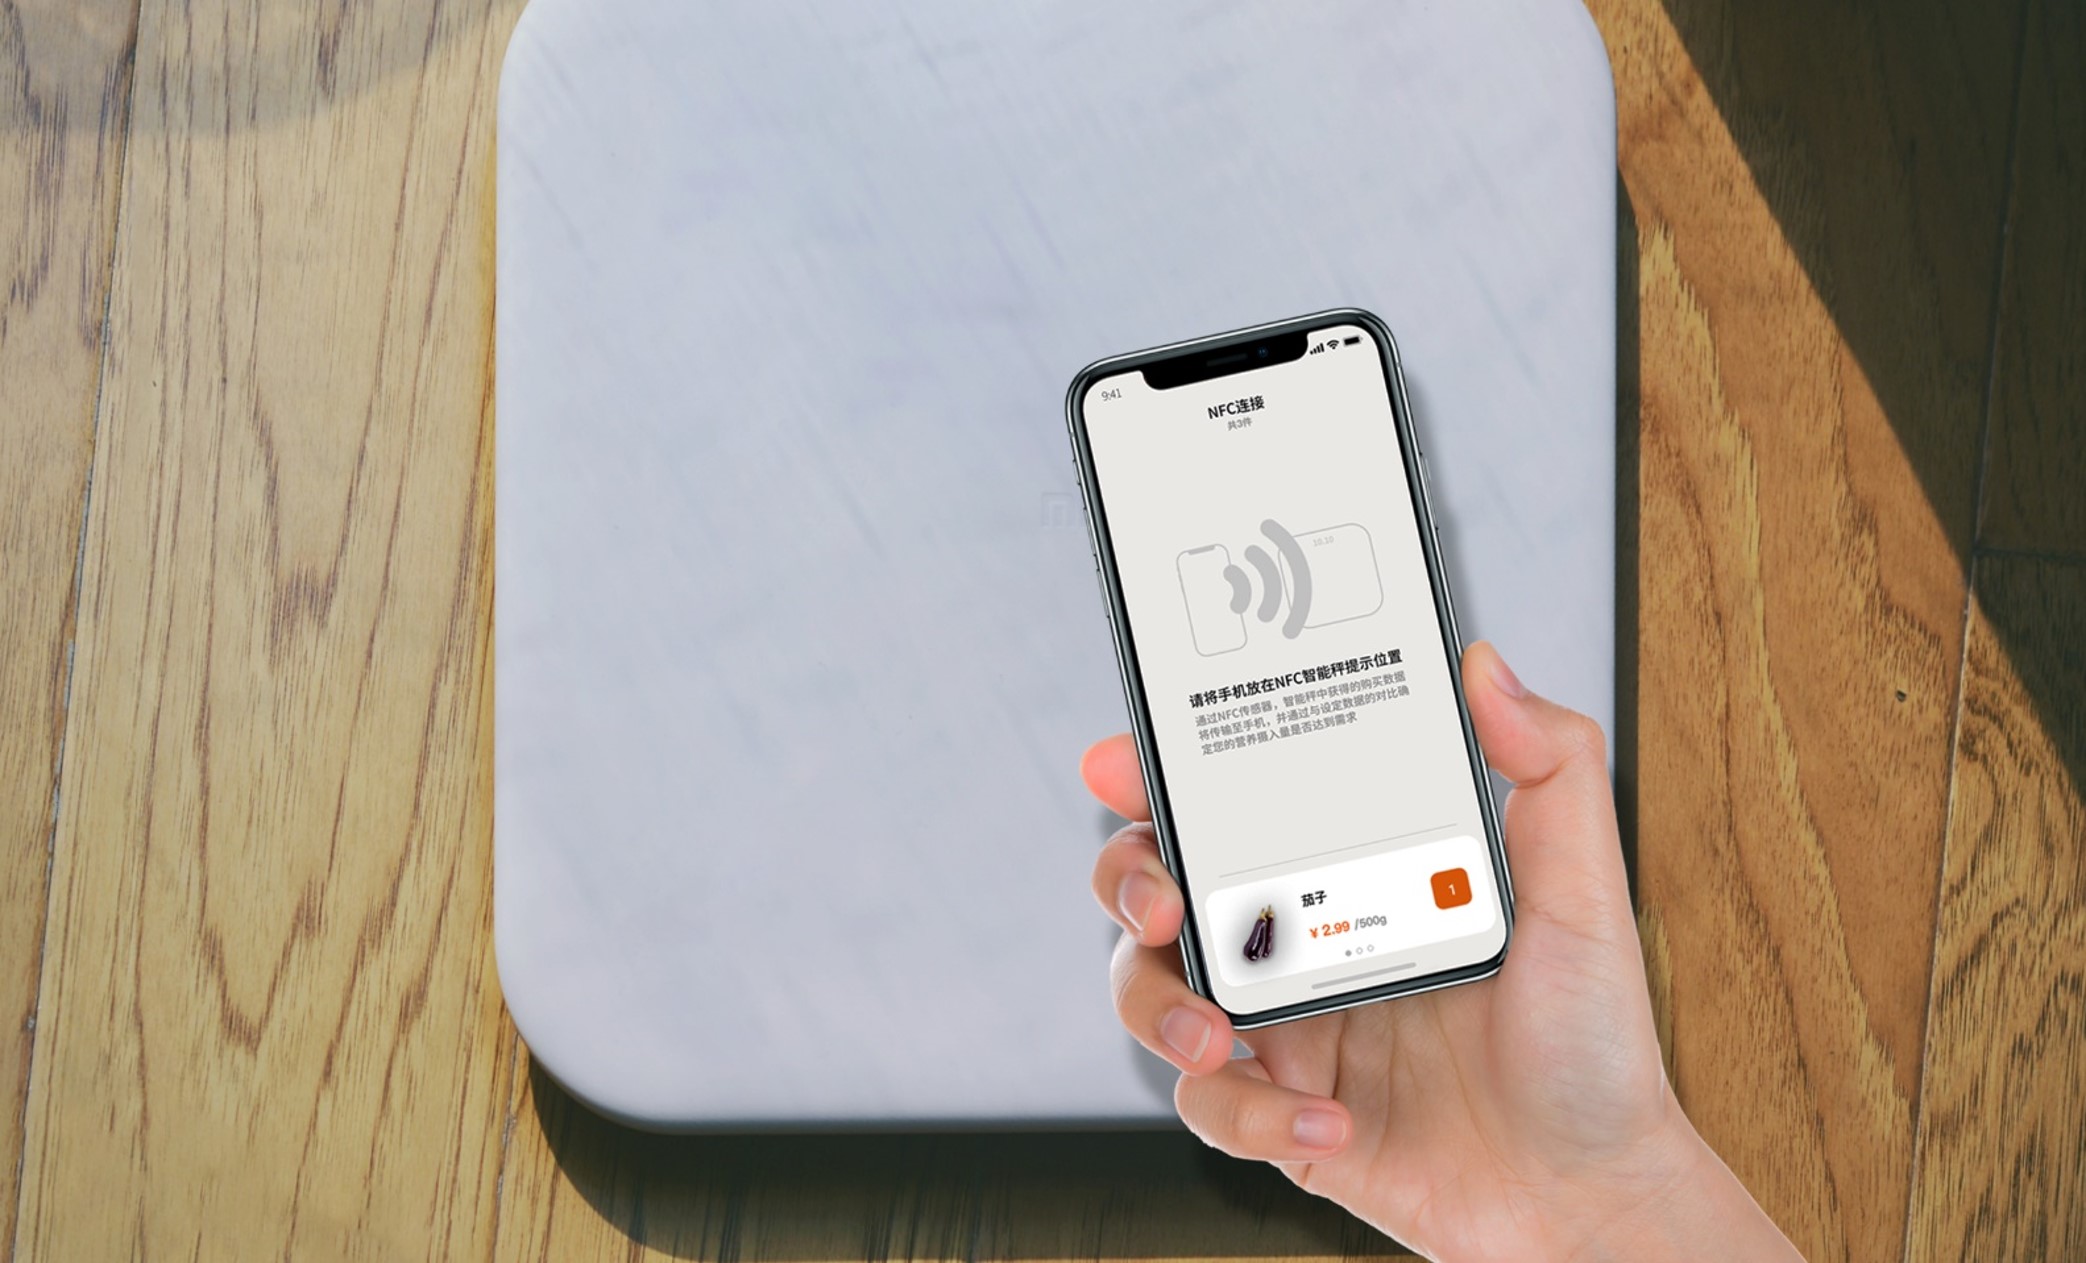 9:41
NFC连接
共3件
10.10
请将手机放在NFC智能秤提示位置
通过NFC传感器，智能秤中获得的购买数据
将传输至手机，并通过与设定数据的对比确
定您的营养摄入量是否达到需求
茄子
1
¥ 2.99 /500g